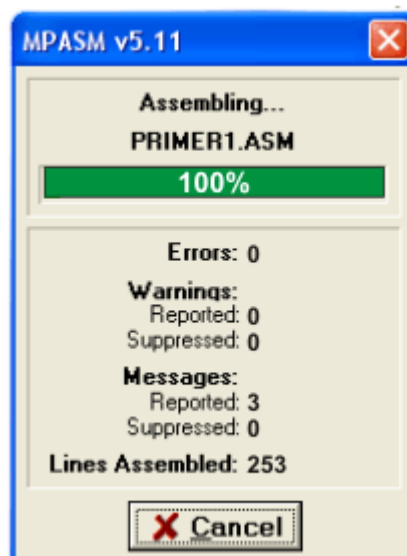 MPASM v5.11
Assembling...
PRIMER1.ASM
100%
Errors: 0
Warnings:
Reported: 0
Suppressed: 0
Messages:
Reported: 3
Suppressed: 0
Lines Assembled: 253
Cancel